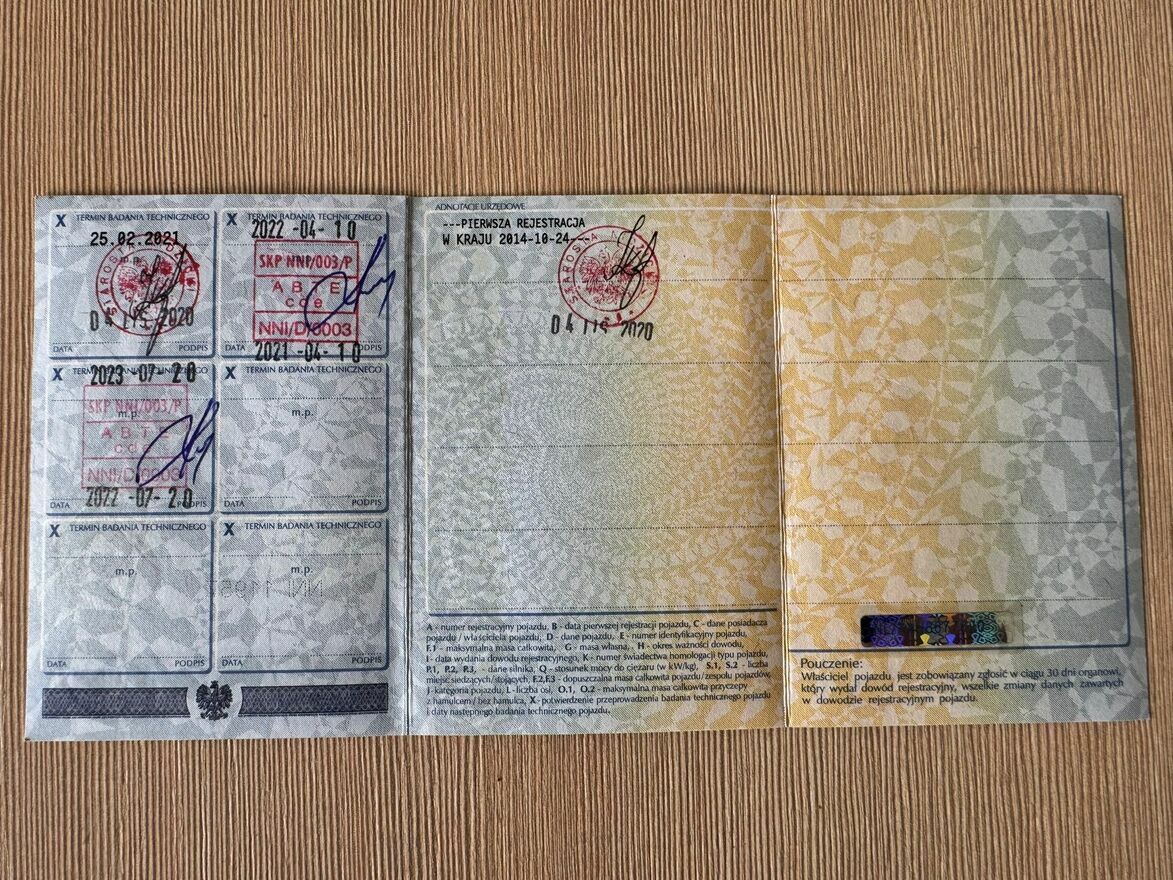 X TERMIN BADANIA TECHNICZNEGO
25.02.2021
m.p.
04 2020
DATA PODPIS
X TERMIN BADANIA TECHNICZNEGO
2022 -04- 10
SKP NNI/003/P
A B E
c d e
NNI/D/0003
DATA PODPIS
2021 -04- 10
X TERMIN BADANIA TECHNICZNEGO
2023 -07- 20
m.p.
SKP NNI/003/P
A B T
c d
NNI/D/0003
DATA PODPIS
2022 -07- 20
X TERMIN BADANIA TECHNICZNEGO
m.p.
DATA PODPIS
X TERMIN BADANIA TECHNICZNEGO
m.p.
DATA PODPIS
X TERMIN BADANIA TECHNICZNEGO
m.p.
DATA PODPIS
ADNOTACJE URZĘDOWE
---PIERWSZA REJESTRACJA
W KRAJU 2014-10-24---
STAROSTA
04 2020
A - numer rejestracyjny pojazdu, B - data pierwszej rejestracji pojazdu, C - dane posiadacza
pojazdu / właściciela pojazdu, D - dane pojazdu, E - numer identyfikacyjny pojazdu,
F.1 - maksymalna masa całkowita, G - masa własna, H - okres ważności dowodu,
I - data wydania dowodu rejestracyjnego, K - numer świadectwa homologacji typu pojazdu,
P.1, P.2, P.3, - dane silnika, Q - stosunek mocy do ciężaru (w kW/kg), S.1, S.2 - liczba
miejsc siedzących/stojących, F.2,F.3 - dopuszczalna masa całkowita pojazdu/zespołu pojazdów,
J - kategoria pojazdu, L - liczba osi, O.1, O.2 - maksymalna masa całkowita przyczepy
z hamulcem / bez hamulca, X - potwierdzenie przeprowadzenia badania technicznego pojazdu
i daty następnego badania technicznego pojazdu.
Pouczenie:
Właściciel pojazdu jest zobowiązany zgłosić w ciągu 30 dni organowi,
który wydał dowód rejestracyjny, wszelkie zmiany danych zawartych
w dowodzie rejestracyjnym pojazdu.